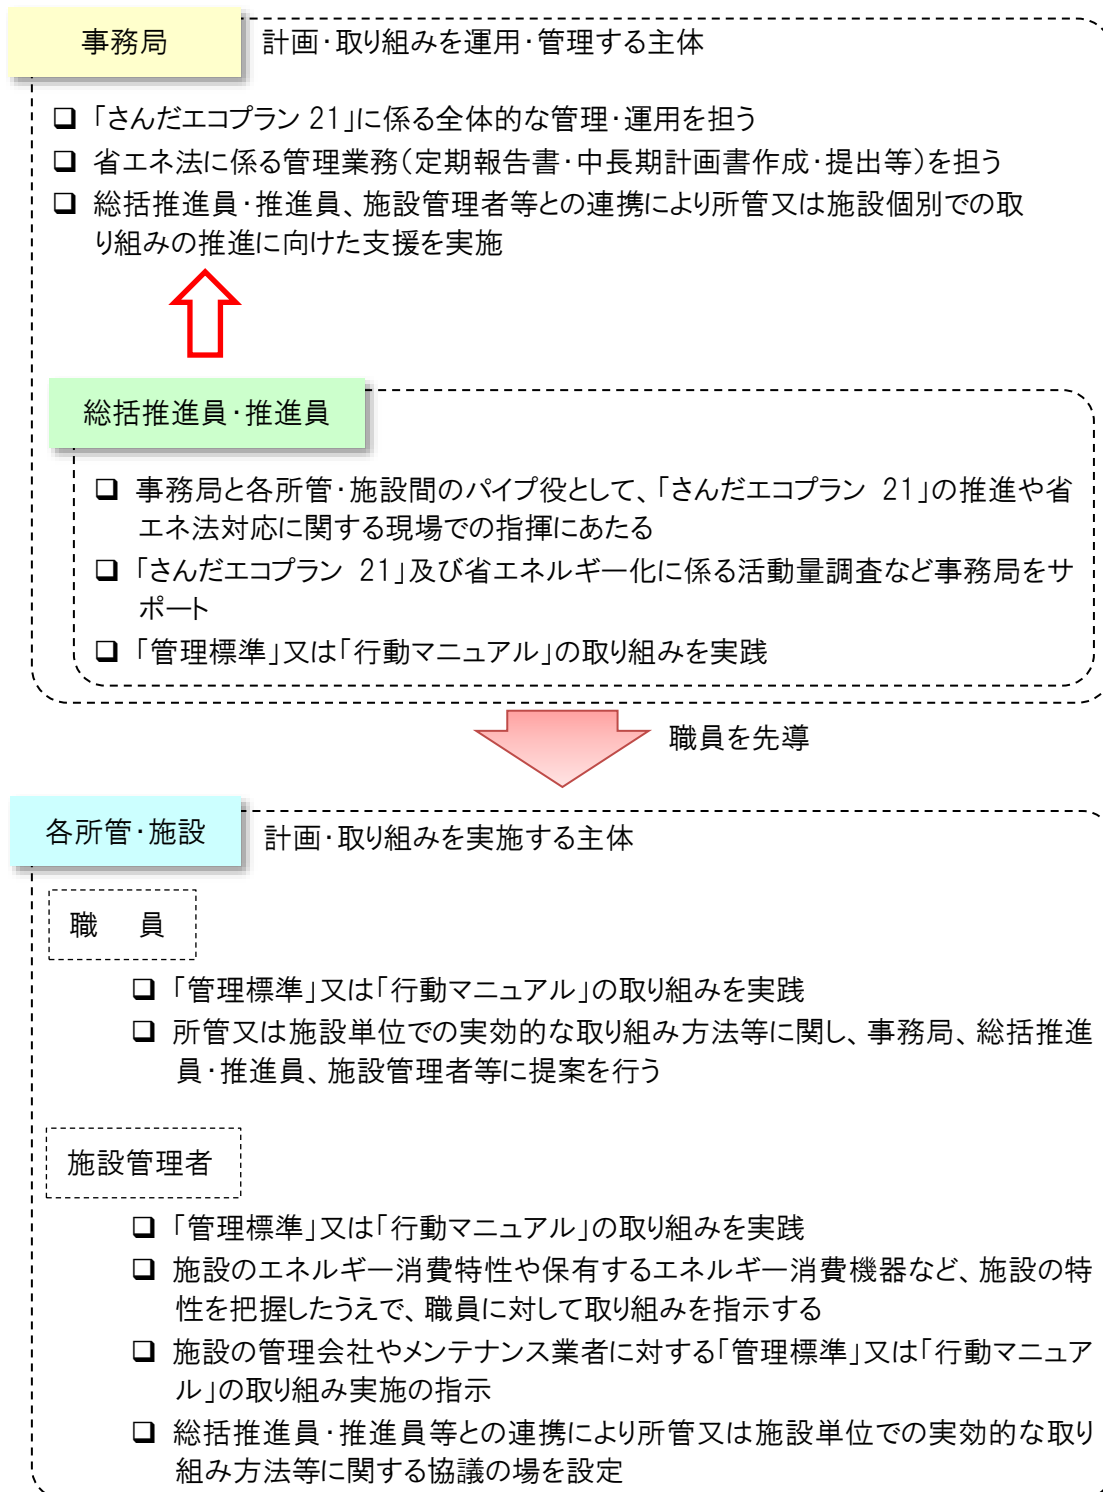 事務局
計画・取り組みを運用・管理する主体
❑ 「さんだエコプラン 21」に係る全体的な管理・運用を担う
❑ 省エネ法に係る管理業務（定期報告書・中長期計画書作成・提出等）を担う
❑ 総括推進員・推進員、施設管理者等との連携により所管又は施設個別での取
り組みの推進に向けた支援を実施
総括推進員・推進員
❑ 事務局と各所管・施設間のパイプ役として、「さんだエコプラン 21」の推進や省
エネ法対応に関する現場での指揮にあたる
❑ 「さんだエコプラン 21」及び省エネルギー化に係る活動量調査など事務局をサ
ポート
❑ 「管理標準」又は「行動マニュアル」の取り組みを実践
職員を先導
各所管・施設
計画・取り組みを実施する主体
職　員
❑ 「管理標準」又は「行動マニュアル」の取り組みを実践
❑ 所管又は施設単位での実効的な取り組み方法等に関し、事務局、総括推進
員・推進員、施設管理者等に提案を行う
施設管理者
❑ 「管理標準」又は「行動マニュアル」の取り組みを実践
❑ 施設のエネルギー消費特性や保有するエネルギー消費機器など、施設の特
性を把握したうえで、職員に対して取り組みを指示する
❑ 施設の管理会社やメンテナンス業者に対する「管理標準」又は「行動マニュア
ル」の取り組み実施の指示
❑ 総括推進員・推進員等との連携により所管又は施設単位での実効的な取り
組み方法等に関する協議の場を設定